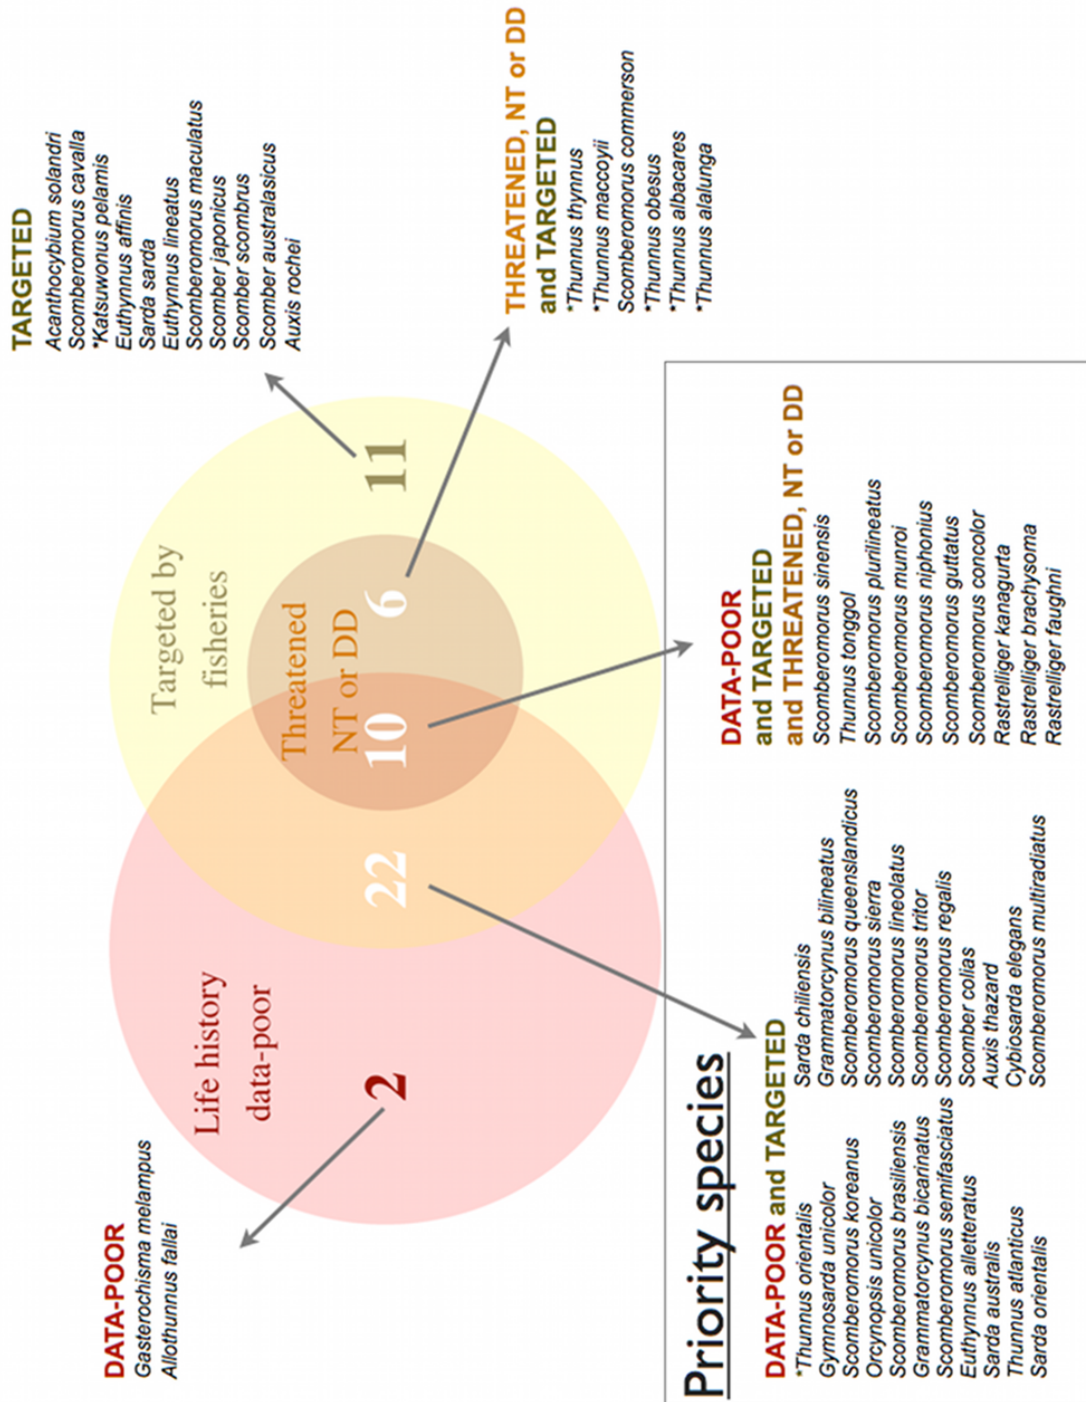 DATA-POOR
Gasterochisma melampus
Allothunnus fallai
TARGETED
Acanthocybium solandri
Scomberomorus cavalla
*Katsuwonus pelamis
Euthynnus affinis
Sarda sarda
Euthynnus lineatus
Scomberomorus maculatus
Scomber japonicus
Scomber scombrus
Scomber australasicus
Auxis rochei
Life history
data-poor
Targeted by
fisheries
Threatened
NT or DD
2
22
10
6
11
THREATENED, NT or DD
and TARGETED
*Thunnus thynnus
*Thunnus maccoyii
Scomberomorus commerson
*Thunnus obesus
*Thunnus albacares
*Thunnus alalunga
Priority species
DATA-POOR and TARGETED
*Thunnus orientalis
Gymnosarda unicolor
Scomberomorus koreanus
Orcynopsis unicolor
Scomberomorus brasiliensis
Grammatorcynus bicarinatus
Scomberomorus semifasciatus
Euthynnus alletteratus
Sarda australis
Thunnus atlanticus
Sarda orientalis
Sarda chiliensis
Grammatorcynus bilineatus
Scomberomorus queenslandicus
Scomberomorus sierra
Scomberomorus lineolatus
Scomberomorus tritor
Scomberomorus regalis
Scomber colias
Auxis thazard
Cybiosarda elegans
Scomberomorus multiradiatus
DATA-POOR
and TARGETED
and THREATENED, NT or DD
Scomberomorus sinensis
Thunnus tonggol
Scomberomorus plurilineatus
Scomberomorus munroi
Scomberomorus niphonius
Scomberomorus guttatus
Scomberomorus concolor
Rastrelliger kanagurta
Rastrelliger brachysoma
Rastrelliger faughni